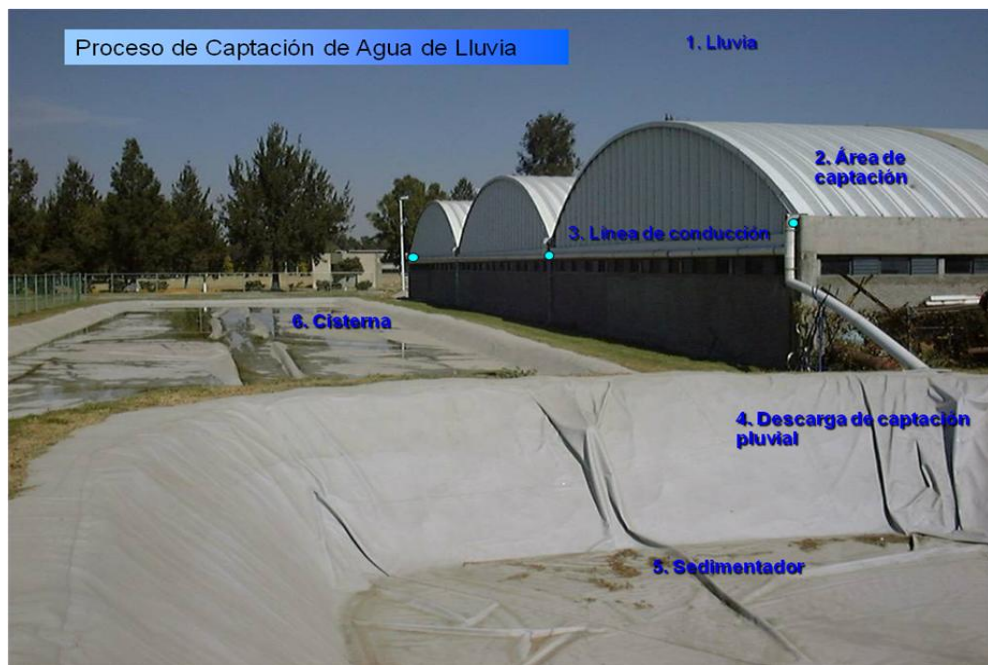 Proceso de Captación de Agua de Lluvia
1. Lluvia
2. Área de
captación
3. Línea de conducción
6. Cisterna
4. Descarga de captación
pluvial
5. Sedimentador